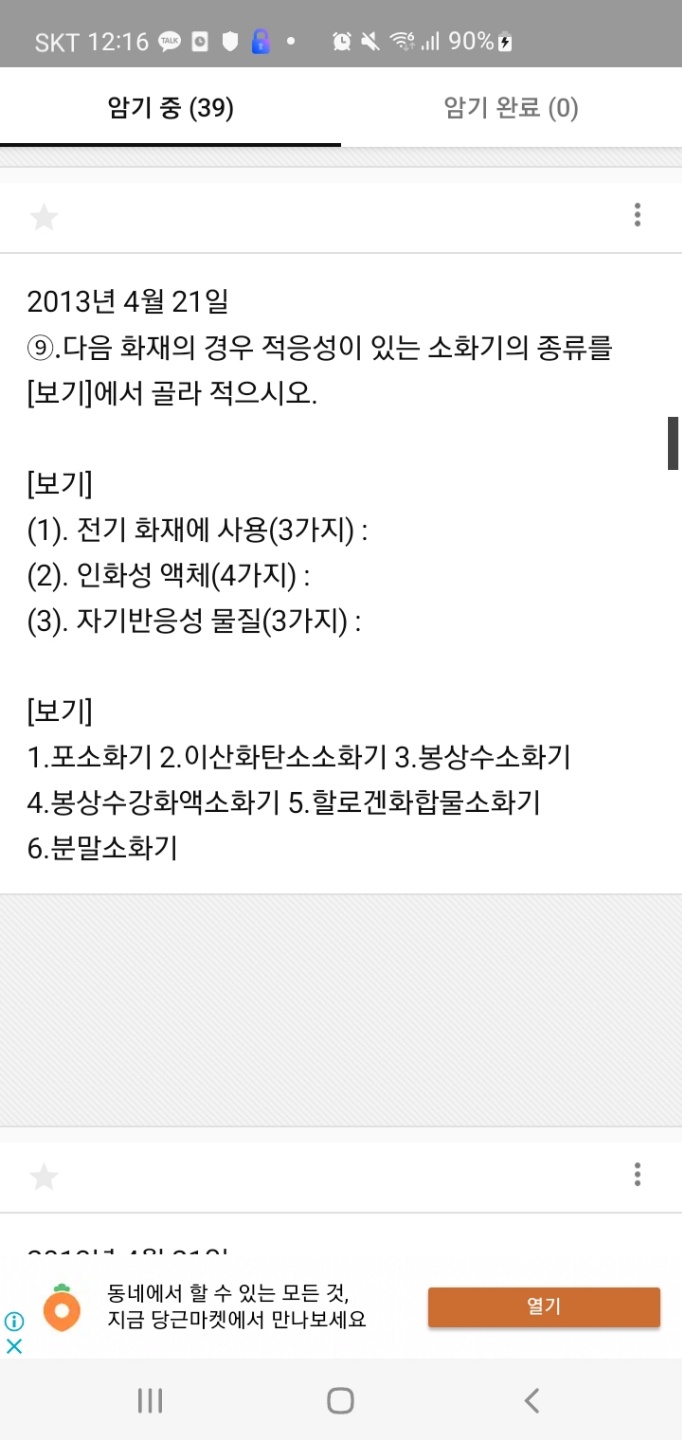 SKT 12:16 TALK 90%
암기 중 (39) 암기 완료 (0)
2013년 4월 21일
⑨.다음 화재의 경우 적응성이 있는 소화기의 종류를
[보기]에서 골라 적으시오.
[보기]
(1). 전기 화재에 사용(3가지) :
(2). 인화성 액체(4가지) :
(3). 자기반응성 물질(3가지) :
[보기]
1.포소화기 2.이산화탄소소화기 3.봉상수소화기
4.봉상수강화액소화기 5.할로겐화합물소화기
6.분말소화기
동네에서 할 수 있는 모든 것,
지금 당근마켓에서 만나보세요
열기